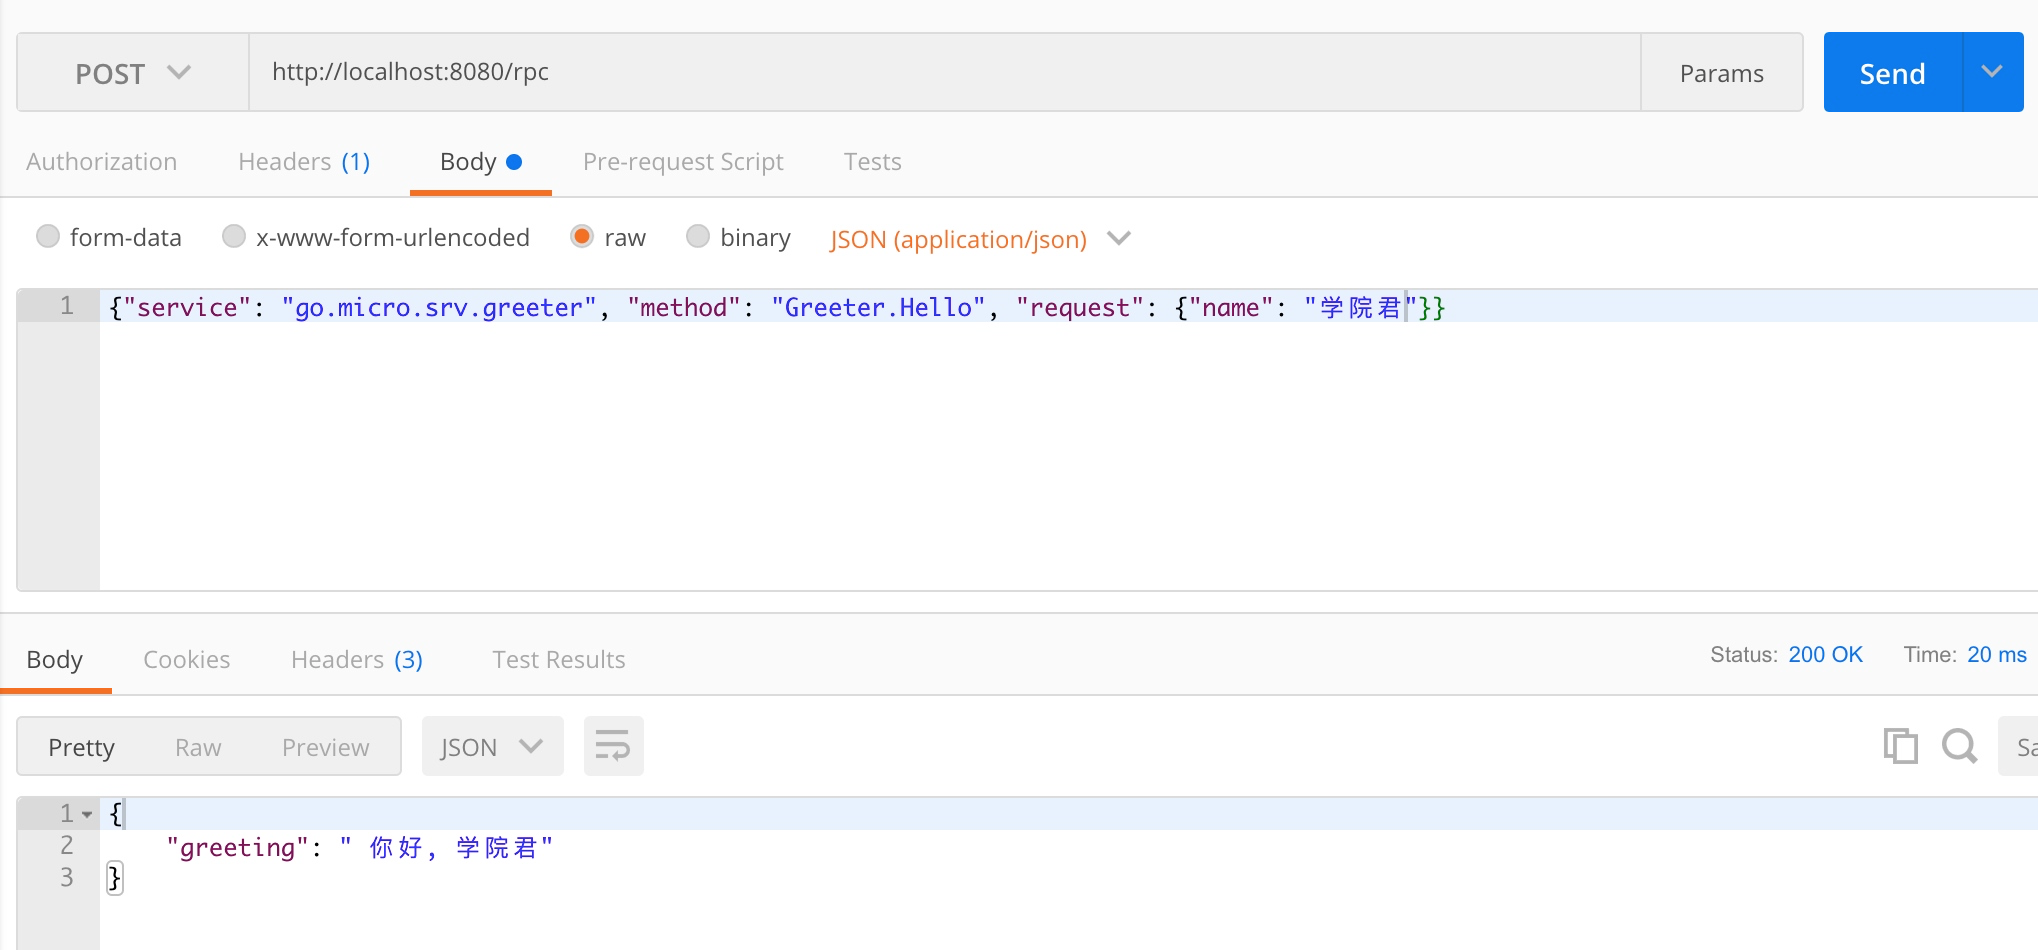 POST http://localhost:8080/rpc Params Send
Authorization Headers (1) Body Pre-request Script Tests
form-data x-www-form-urlencoded raw binary JSON (application/json)
1 {"service": "go.micro.srv.greeter", "method": "Greeter.Hello", "request": {"name": "学院君"}}
Body Cookies Headers (3) Test Results Status: 200 OK Time: 20 ms
Pretty Raw Preview JSON
1 {
2 "greeting": " 你好, 学院君"
3 }